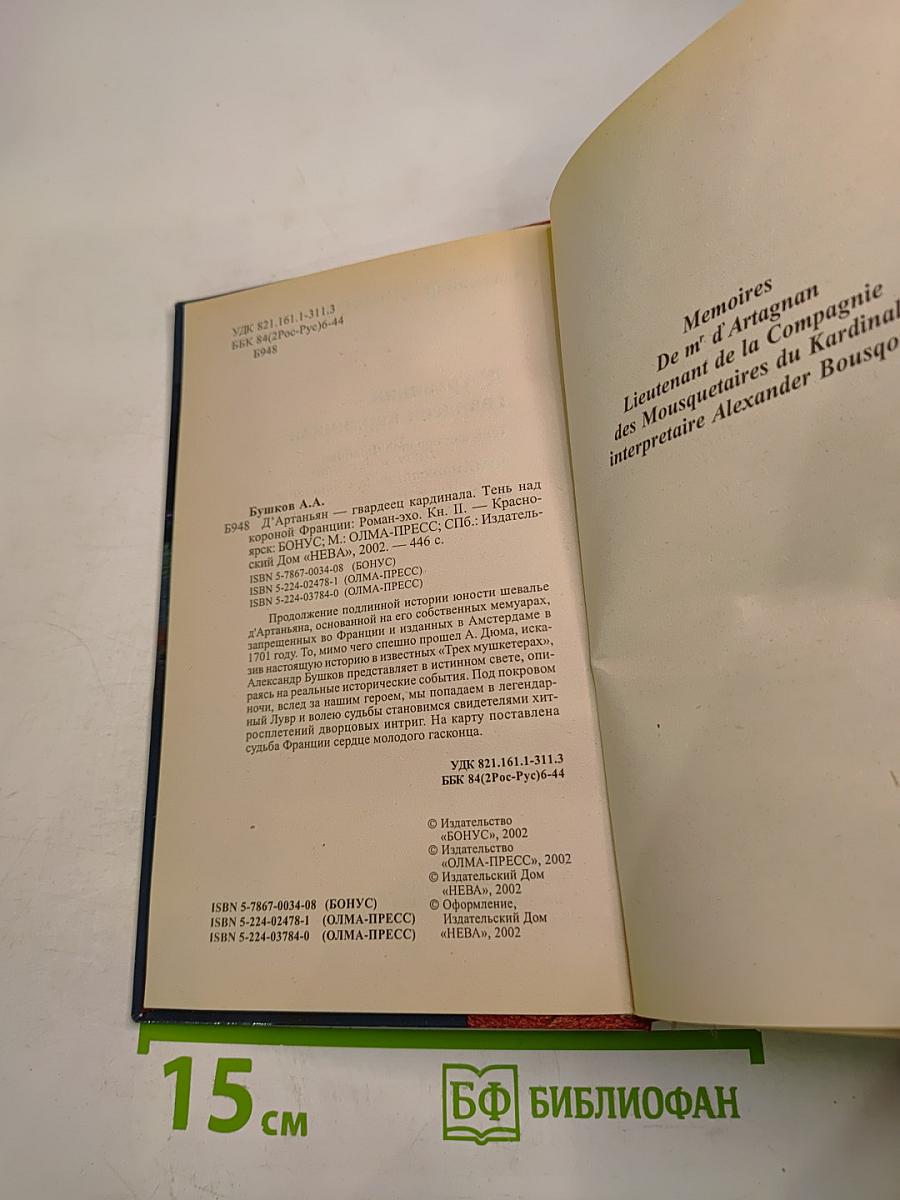 УДК 821.161.1-311.3
ББК 84(2Рос-Рус)6-44
Б948
Бушков А.А.
Б948 Д'Артаньян — гвардеец кардинала. Тень над
короной Франции: Роман-эхо. Кн. II. — Красно-
ярск: БОНУС; М.: ОЛМА-ПРЕСС; СПб.: Издатель-
ский Дом «НЕВА», 2002. — 446 с.
ISBN 5-7867-0034-08 (БОНУС)
ISBN 5-224-02478-1 (ОЛМА-ПРЕСС)
ISBN 5-224-03784-0 (ОЛМА-ПРЕСС)
Продолжение подлинной истории юности шевалье
д'Артаньяна, основанной на его собственных мемуарах,
запрещенных во Франции и изданных в Амстердаме в
1701 году. То, мимо чего спешно прошел А. Дюма, иска-
зив настоящую историю в известных «Трех мушкетерах»,
Александр Бушков представляет в истинном свете, опи-
раясь на реальные исторические события. Под покровом
ночи, вслед за нашим героем, мы попадаем в легендар-
ный Лувр и волею судьбы становимся свидетелями хит-
росплетений дворцовых интриг. На карту поставлена
судьба Франции сердце молодого гасконца.
УДК 821.161.1-311.3
ББК 84(2Рос-Рус)6-44
© Издательство
«БОНУС», 2002
© Издательство
«ОЛМА-ПРЕСС», 2002
© Издательский Дом
«НЕВА», 2002
© Оформление,
Издательский Дом
«НЕВА», 2002
ISBN 5-7867-0034-08 (БОНУС)
ISBN 5-224-02478-1 (ОЛМА-ПРЕСС)
ISBN 5-224-03784-0 (ОЛМА-ПРЕСС)
Memoires
De mr. d'Artagnan
Lieutenant de la Compagnie
des Mousquetaires du Kardinal
interpretaire Alexander Bousqo
15 см
БФ БИБЛИОФАН